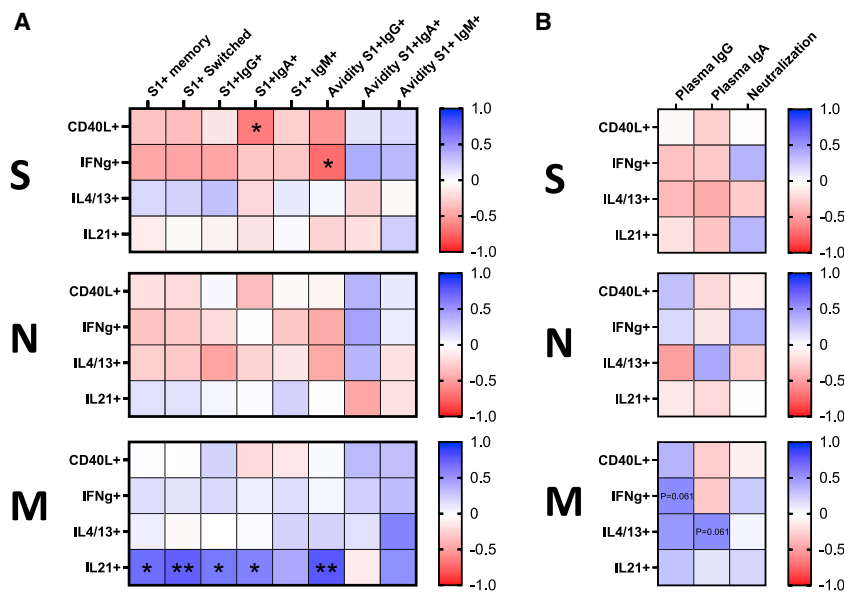 A
B
S1+ memory
S1+ Switched
S1+IgG+
S1+IgA+
S1+ IgM+
Avidity S1+IgG+
Avidity S1+IgA+
Avidity S1+ IgM+
Plasma IgG
Plasma IgA
Neutralization
S
CD40L+
IFNg+
IL4/13+
IL21+
*
*
1.0
0.5
0
-0.5
-1.0
S
CD40L+
IFNg+
IL4/13+
IL21+
1.0
0.5
0
-0.5
-1.0
N
CD40L+
IFNg+
IL4/13+
IL21+
1.0
0.5
0
-0.5
-1.0
N
CD40L+
IFNg+
IL4/13+
IL21+
1.0
0.5
0
-0.5
-1.0
M
CD40L+
IFNg+
IL4/13+
IL21+
* ** * * **
1.0
0.5
0
-0.5
-1.0
M
CD40L+
IFNg+
IL4/13+
IL21+
P=0.061
P=0.061
1.0
0.5
0
-0.5
-1.0